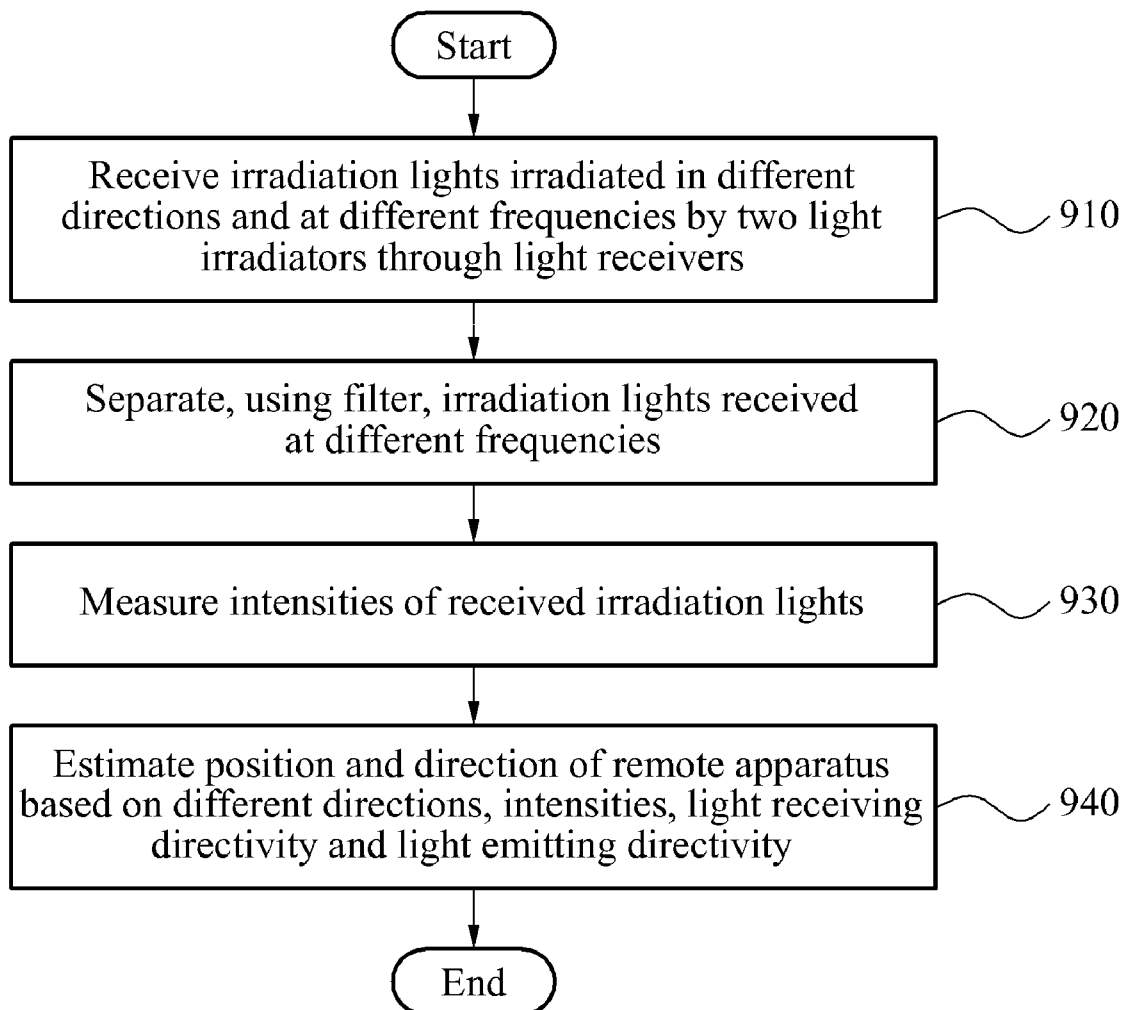 Start
Receive irradiation lights irradiated in different
directions and at different frequencies by two light
irradiators through light receivers
910
Separate, using filter, irradiation lights received
at different frequencies
920
Measure intensities of received irradiation lights
930
Estimate position and direction of remote apparatus
based on different directions, intensities, light receiving
directivity and light emitting directivity
940
End